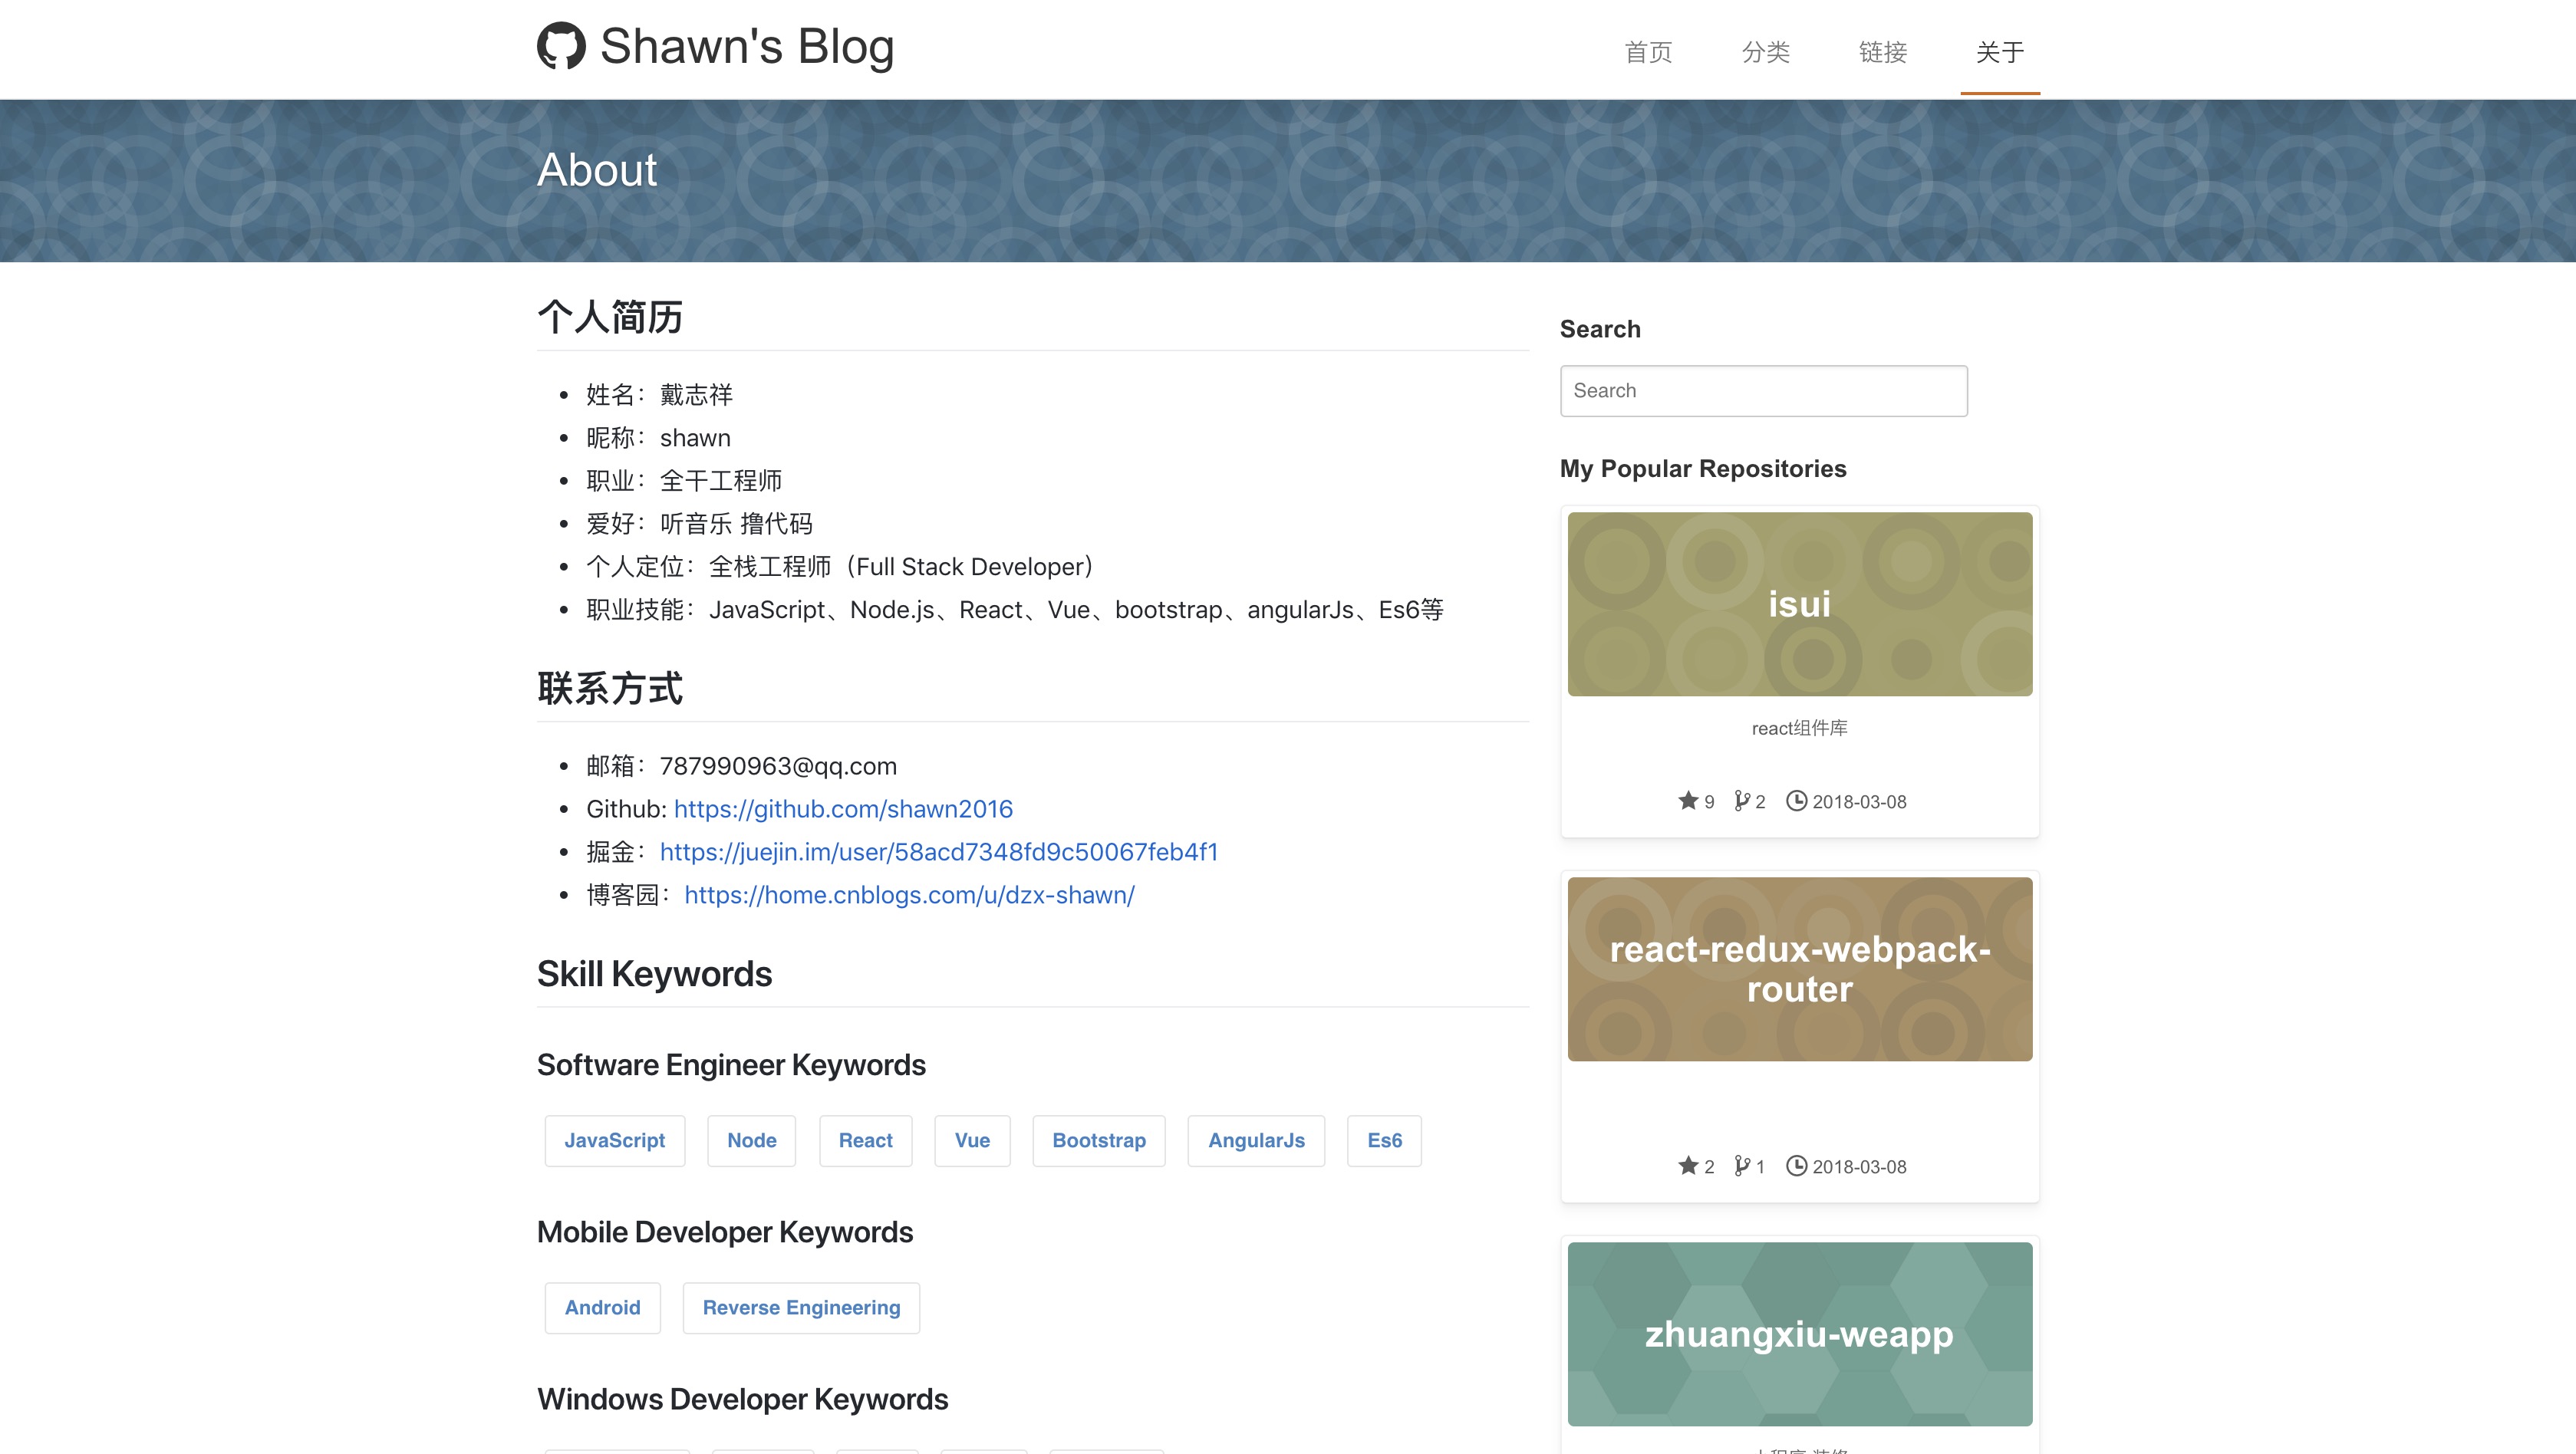 Shawn's Blog
首页 分类 链接 关于
About
个人简历
姓名：戴志祥
昵称：shawn
职业：全干工程师
爱好：听音乐 撸代码
个人定位：全栈工程师（Full Stack Developer）
职业技能：JavaScript、Node.js、React、Vue、bootstrap、angularJs、Es6等
联系方式
邮箱：787990963@qq.com
Github: https://github.com/shawn2016
掘金：https://juejin.im/user/58acd7348fd9c50067feb4f1
博客园：https://home.cnblogs.com/u/dzx-shawn/
Skill Keywords
Software Engineer Keywords
JavaScript Node React Vue Bootstrap AngularJs Es6
Mobile Developer Keywords
Android Reverse Engineering
Windows Developer Keywords
Search
Search
My Popular Repositories
isui
react组件库
9 2 2018-03-08
react-redux-webpack-
router
2 1 2018-03-08
zhuangxiu-weapp